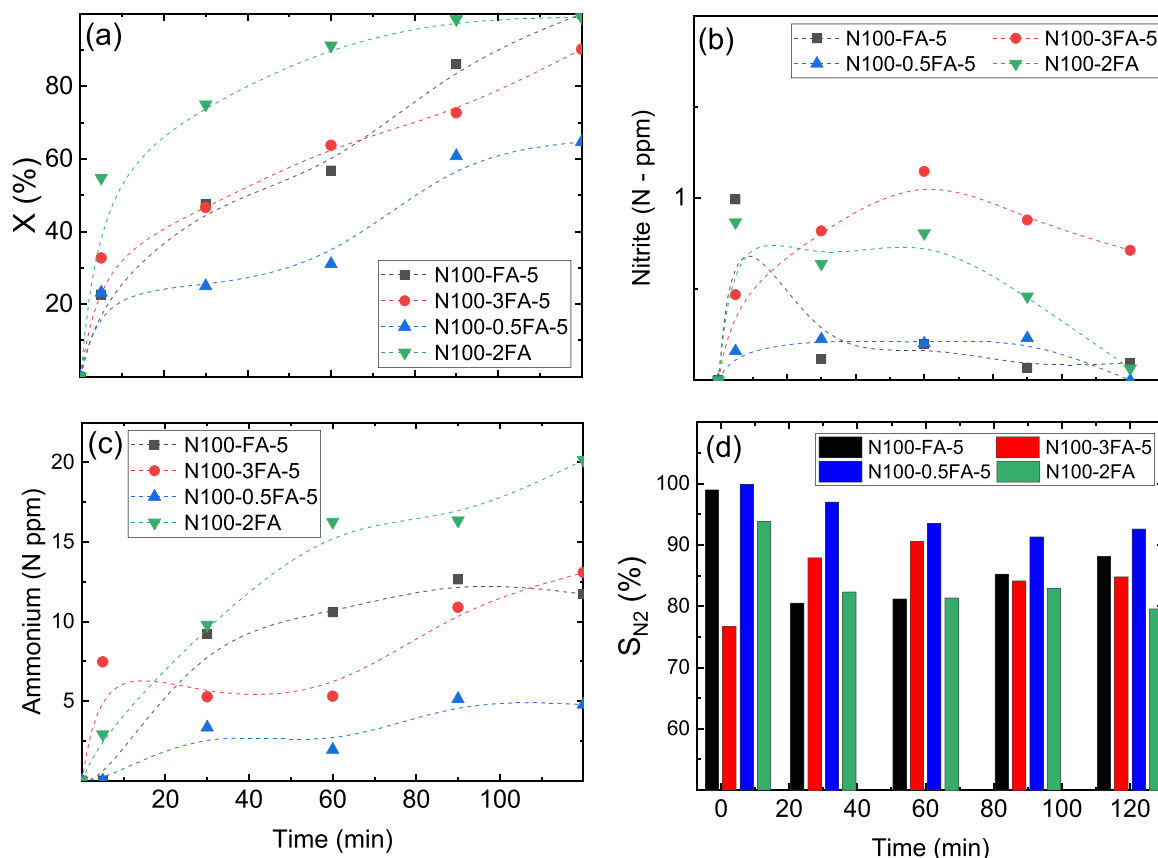 (a)
X (%)
80
60
40
20
N100-FA-5
N100-3FA-5
N100-0.5FA-5
N100-2FA
(b)
N100-FA-5 N100-3FA-5
N100-0.5FA-5 N100-2FA
Nitrite (N - ppm)
1
(c)
N100-FA-5
N100-3FA-5
N100-0.5FA-5
N100-2FA
Ammonium (N ppm)
20
15
10
5
20 40 60 80 100
Time (min)
(d)
N100-FA-5 N100-3FA-5
N100-0.5FA-5 N100-2FA
SN2 (%)
100
90
80
70
60
0 20 40 60 80 100 120
Time (min)